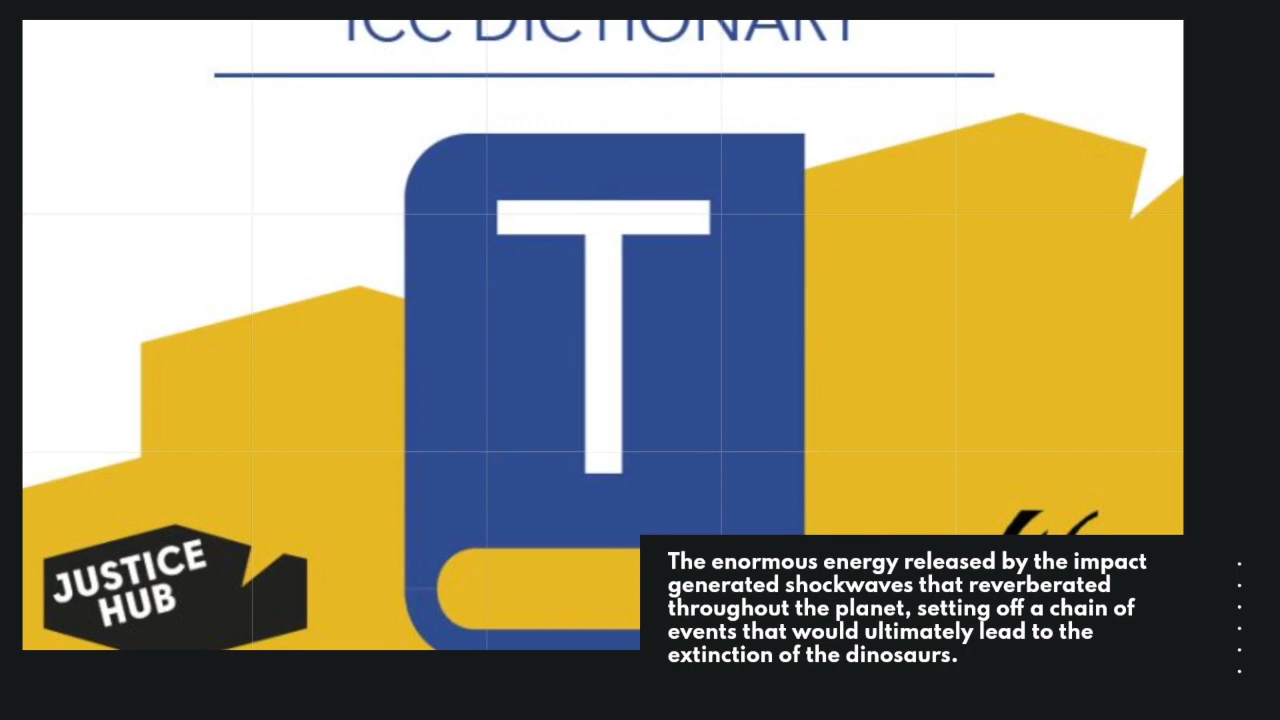 ICC DICTIONARY
T
JUSTICE
HUB
The enormous energy released by the impact
generated shockwaves that reverberated
throughout the planet, setting off a chain of
events that would ultimately lead to the
extinction of the dinosaurs.